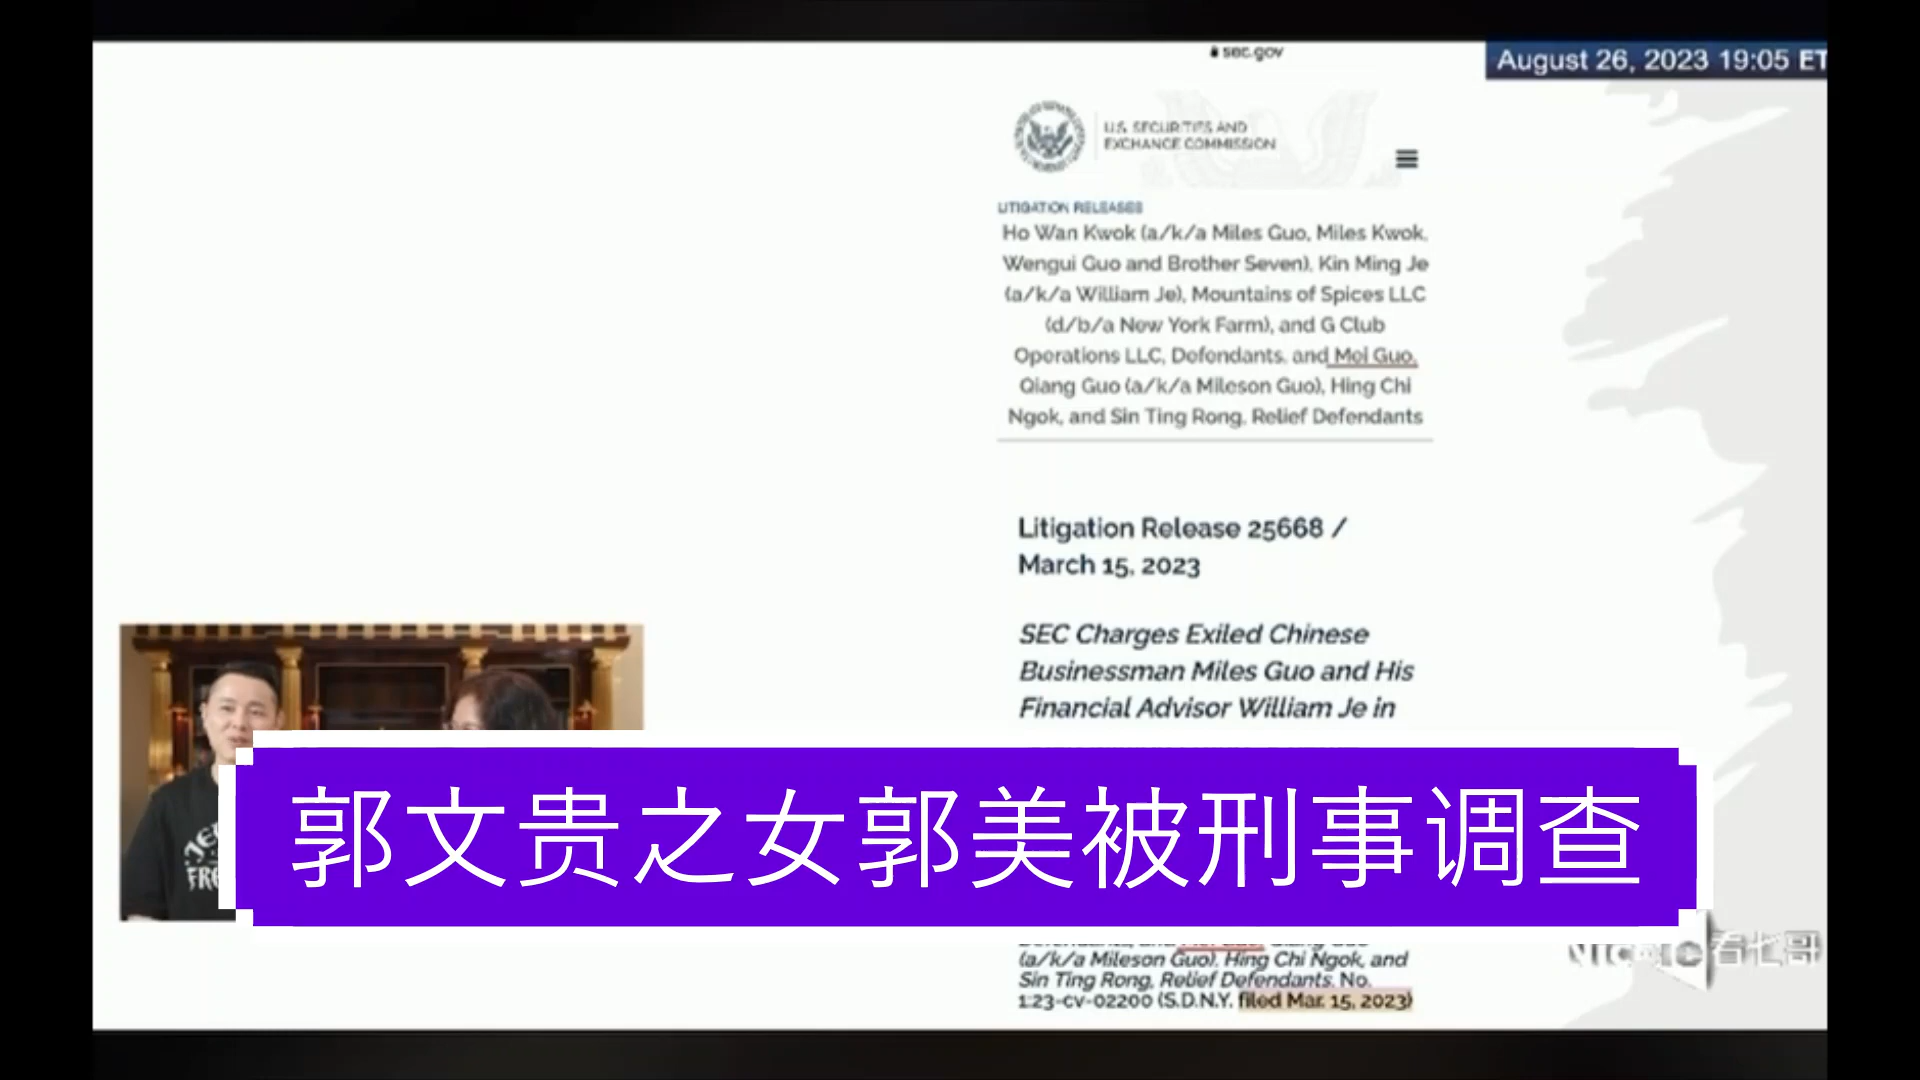 sec.gov
August 26, 2023 19:05 ET
U.S. SECURITIES AND
EXCHANGE COMMISSION
LITIGATION RELEASES
Ho Wan Kwok (a/k/a Miles Guo, Miles Kwok,
Wengui Guo and Brother Seven), Kin Ming Je
(a/k/a William Je), Mountains of Spices LLC
(d/b/a New York Farm), and G Club
Operations LLC, Defendants, and Mei Guo,
Qiang Guo (a/k/a Mileson Guo), Hing Chi
Ngok, and Sin Ting Rong, Relief Defendants
Litigation Release 25668 /
March 15, 2023
SEC Charges Exiled Chinese
Businessman Miles Guo and His
Financial Advisor William Je in
郭文贵之女郭美被刑事调查
(a/k/a Mileson Guo), Hing Chi Ngok, and
Sin Ting Rong, Relief Defendants, No.
1:23-cv-02200 (S.D.N.Y. filed Mar. 15, 2023)
看七哥